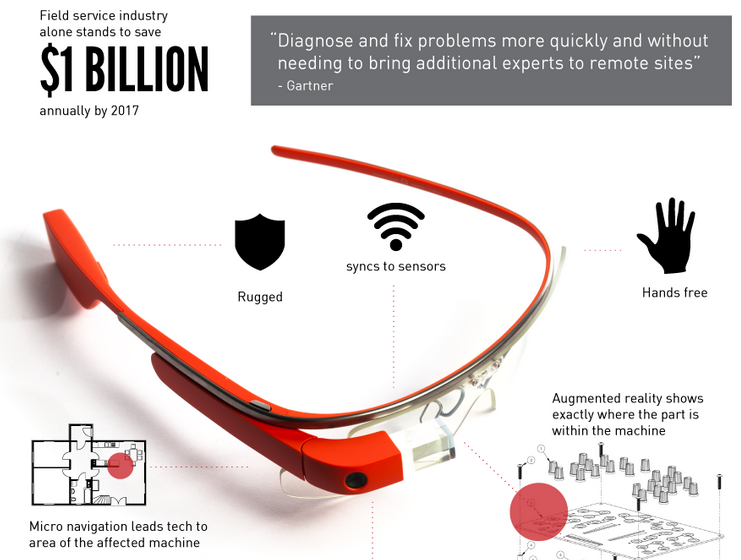 Field service industry
alone stands to save
$1 BILLION
annually by 2017
“Diagnose and fix problems more quickly and without
needing to bring additional experts to remote sites”
- Gartner
Rugged
syncs to sensors
Hands free
Augmented reality shows
exactly where the part is
within the machine
Micro navigation leads tech to
area of the affected machine